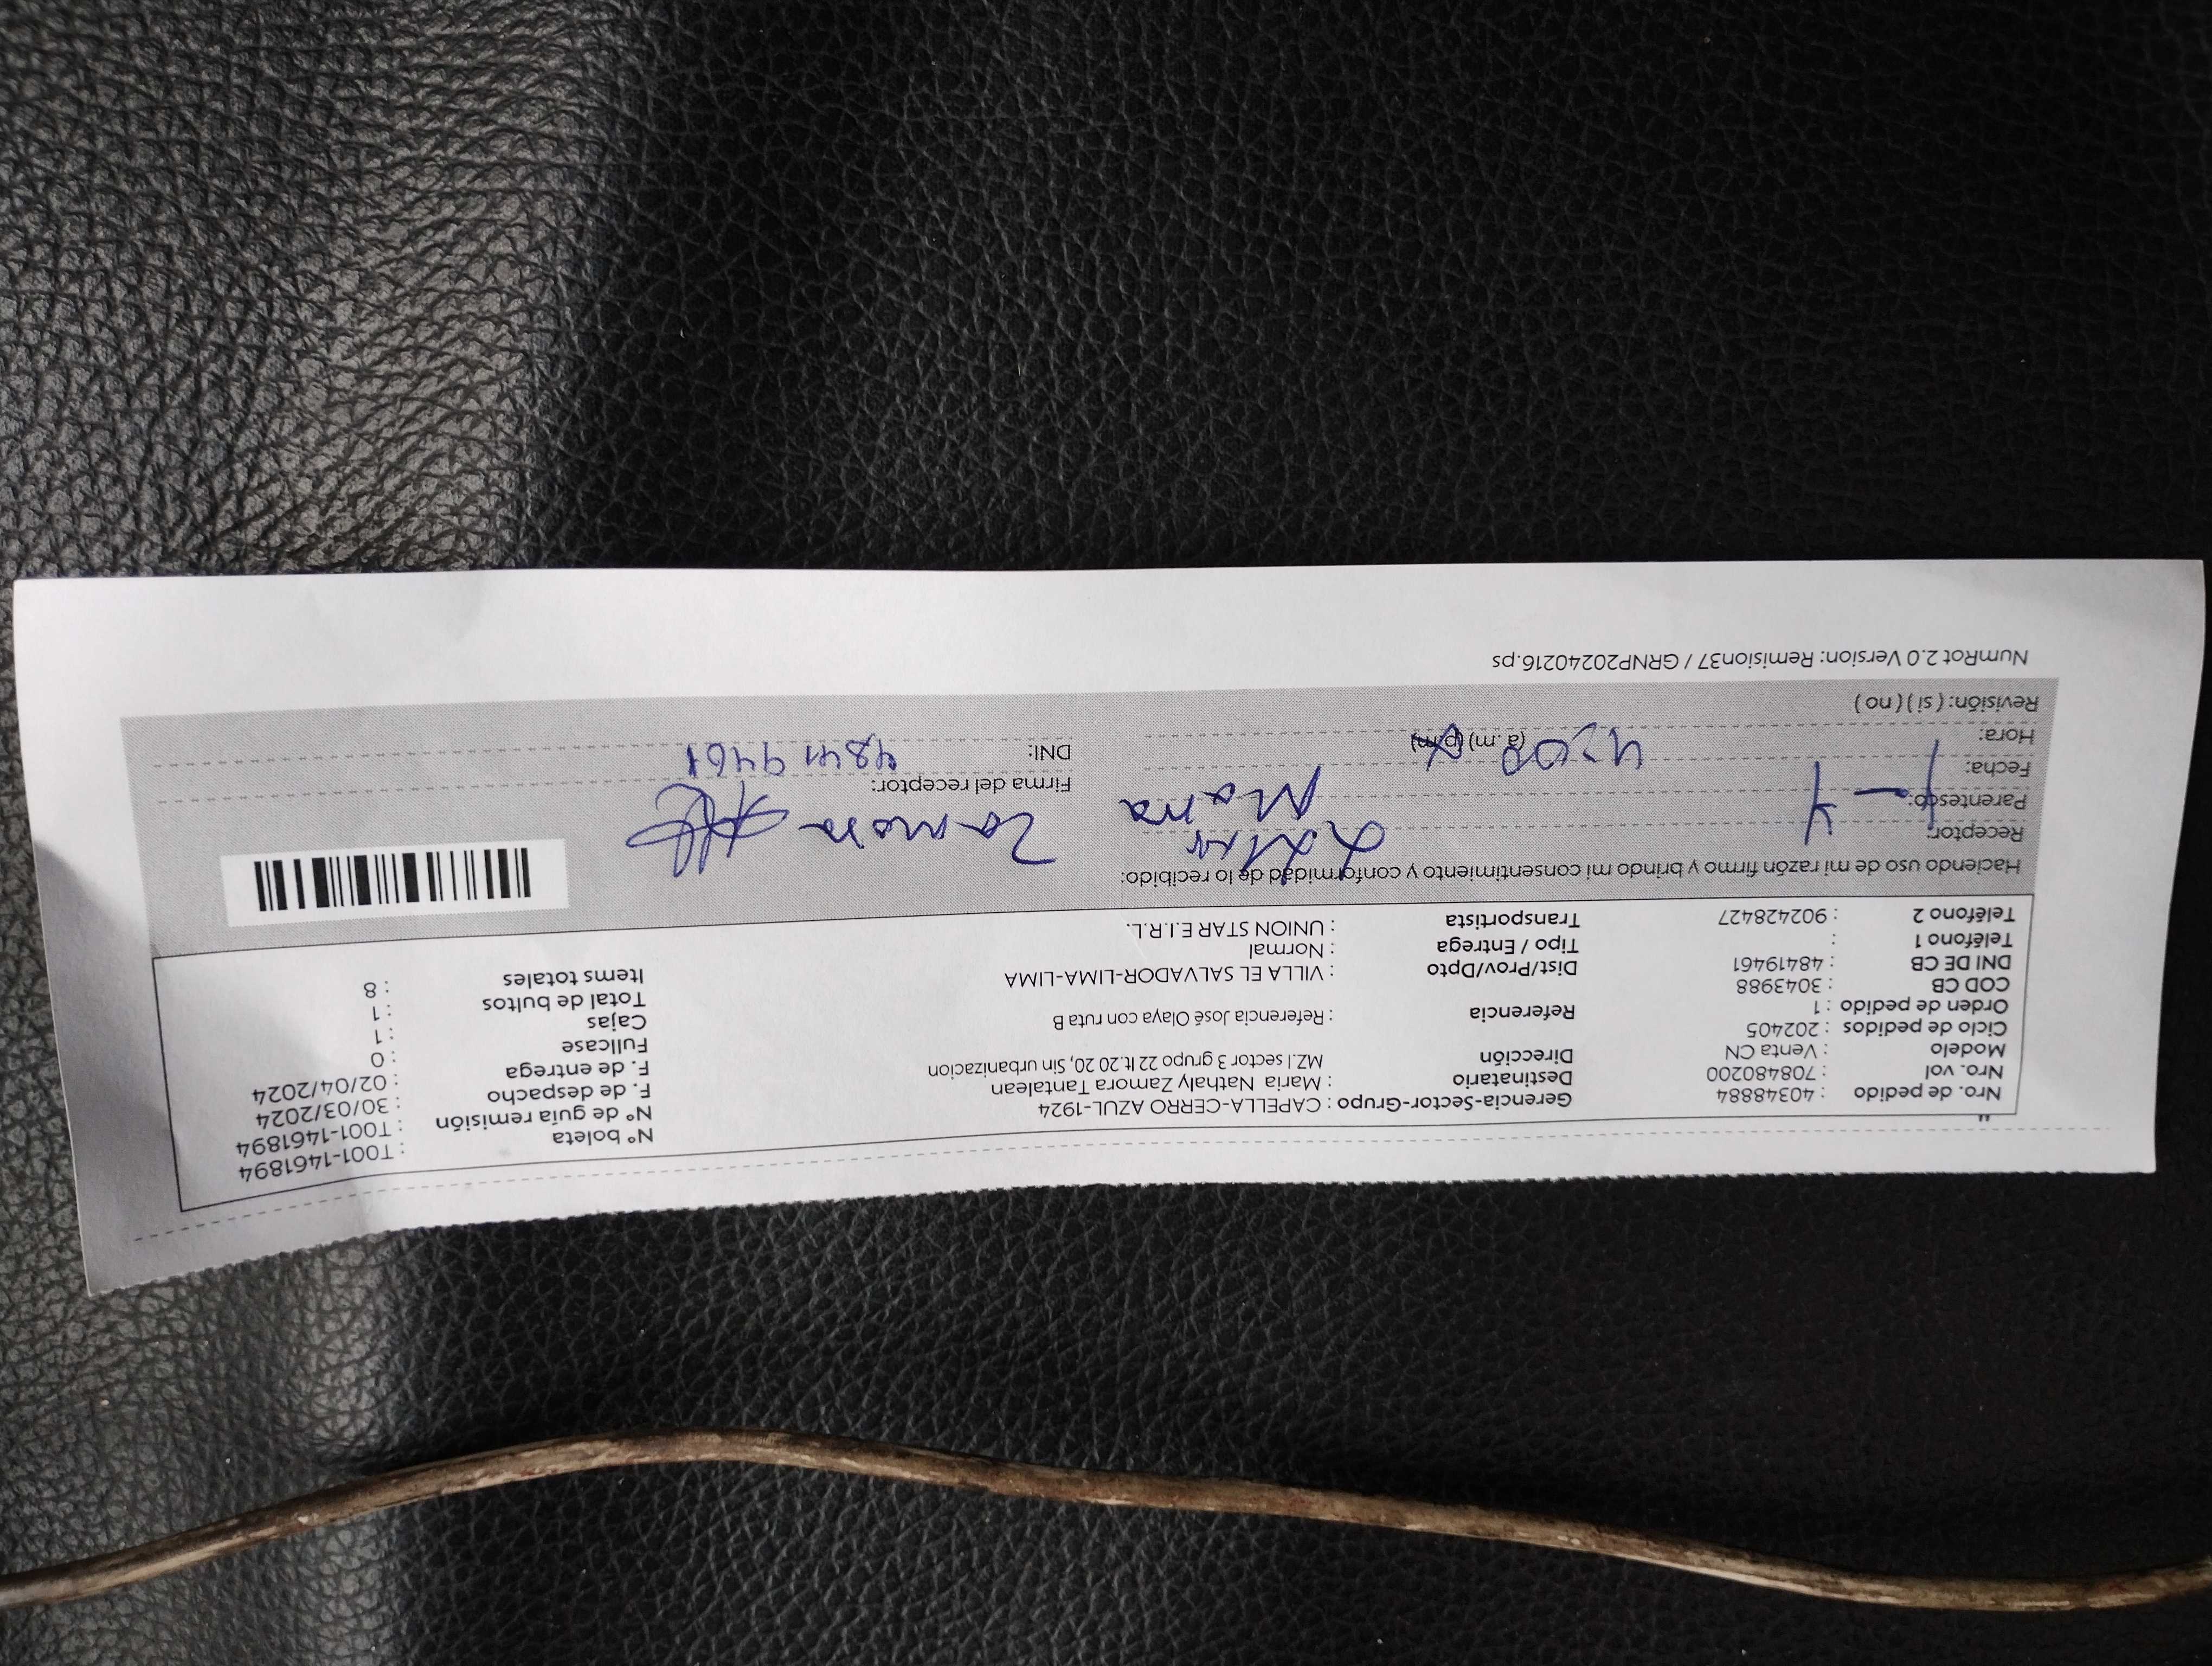 Nro. de pedido : 40348884 Gerencia-Sector-Grupo : CAPELLA-CERRO AZUL-1924 N° boleta : T001-1461894
Nro. vol. : 708480200 Destinatario : Maria Nathaly Zamora Tantalean N° de guía remisión : T001-1461894
Modelo : Venta CN Dirección MZ.I sector 3 grupo 22 lt.20 20, Sin urbanizacion F. de despacho : 30/03/2024
Ciclo de pedidos : 202405 F. de entrega : 02/04/2024
Orden de pedido : 1 Referencia : Referencia José Olaya con ruta B Fullcase : 0
COD CB : 3043988 Cajas : 1
DNI DE CB : 48419461 Dist/Prov/Dpto : VILLA EL SALVADOR-LIMA-LIMA Total de bultos : 1
Teléfono 1 : Tipo / Entrega : Normal Items totales : 8
Teléfono 2 : 902428427 Transportista : UNION STAR E.I.R.L.
Haciendo uso de mi razón firmo y brindo mi consentimiento y conformidad de lo recibido:
Receptor: Zamora
Parentesco: Firma del receptor:
Fecha: DNI: 48419461
Hora: 4:00 (a.m) (p.m)
Revisión: ( si ) ( no )
NumRot 2.0 Version: Remision37 / GRNP20240216.ps